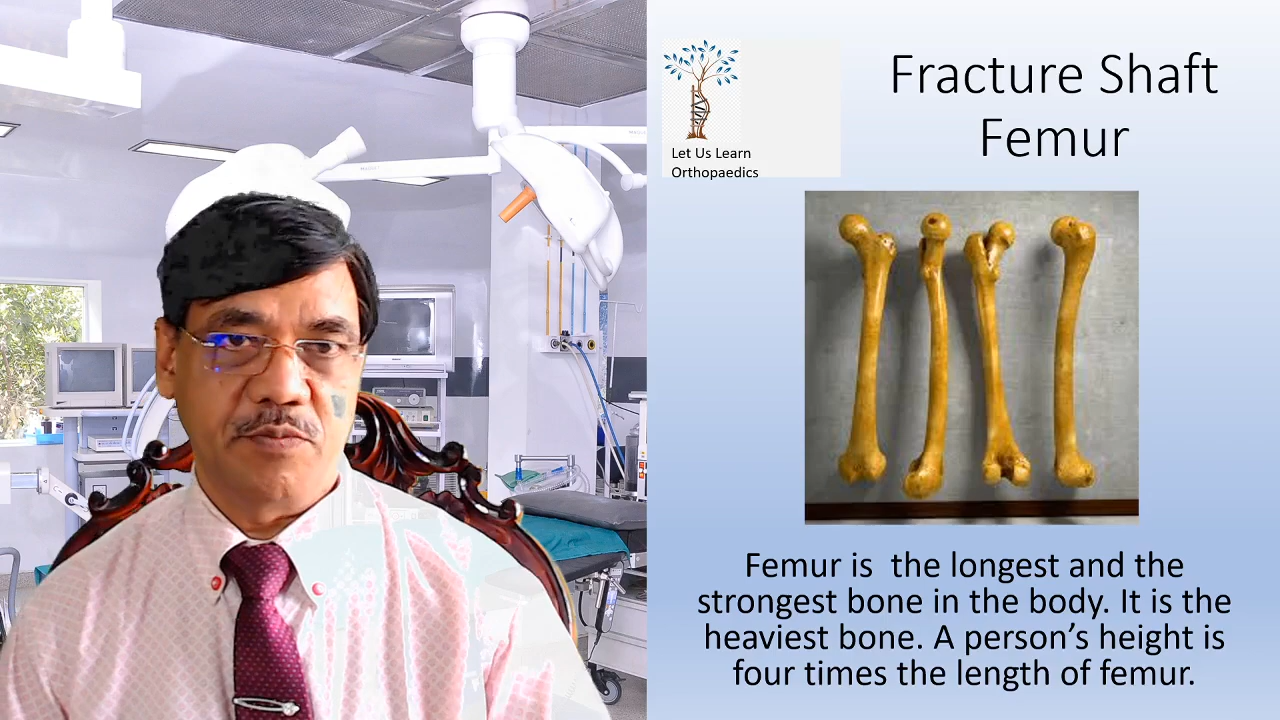 Fracture Shaft
Femur
Let Us Learn
Orthopaedics
Femur is  the longest and the
strongest bone in the body. It is the
heaviest bone. A person’s height is
four times the length of femur.